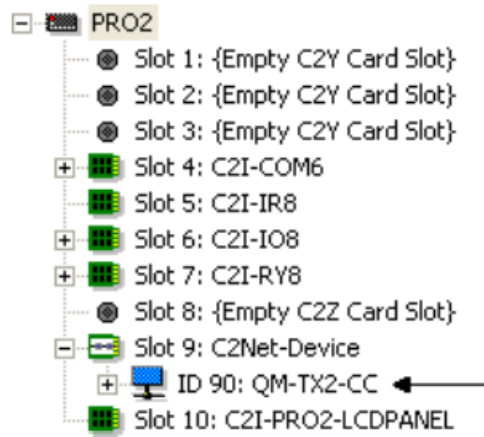 PRO2
Slot 1: {Empty C2Y Card Slot}
Slot 2: {Empty C2Y Card Slot}
Slot 3: {Empty C2Y Card Slot}
Slot 4: C2I-COM6
Slot 5: C2I-IR8
Slot 6: C2I-IO8
Slot 7: C2I-RY8
Slot 8: {Empty C2Z Card Slot}
Slot 9: C2Net-Device
ID 90: QM-TX2-CC
Slot 10: C2I-PRO2-LCDPANEL